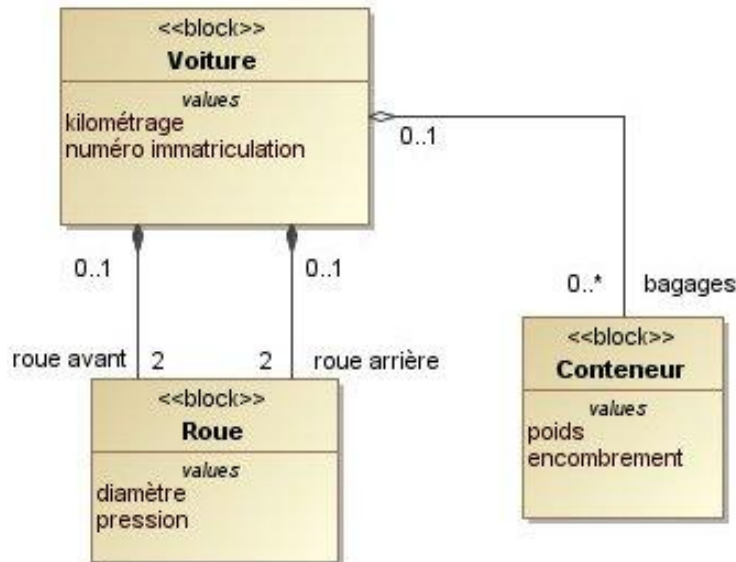 <<block>>
Voiture
values
kilométrage
numéro immatriculation
0..1
0..1
0..1
0..*
bagages
roue avant
2
2
roue arrière
<<block>>
Roue
values
diamètre
pression
<<block>>
Conteneur
values
poids
encombrement